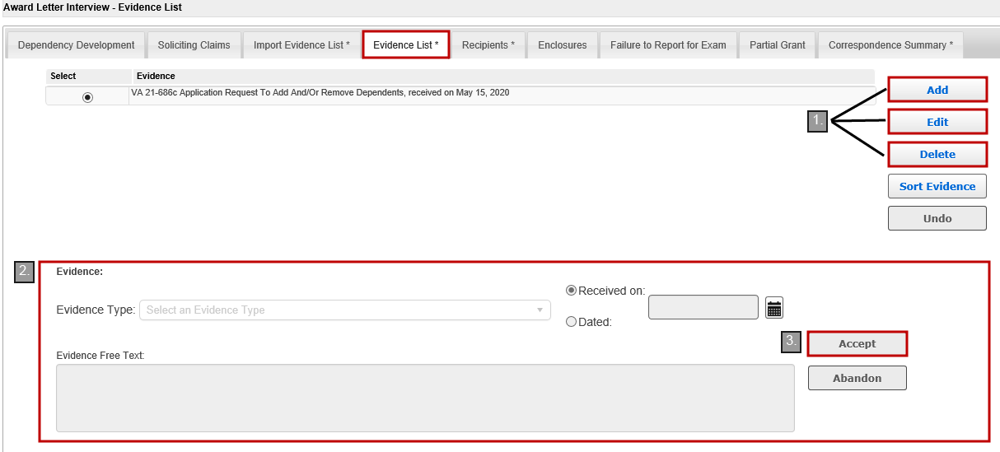 Award Letter Interview - Evidence List
Dependency Development Soliciting Claims Import Evidence List * Evidence List * Recipients * Enclosures Failure to Report for Exam Partial Grant Correspondence Summary *
Select Evidence
VA 21-686c Application Request To Add And/Or Remove Dependents, received on May 15, 2020
Add
1.
Edit
Delete
Sort Evidence
Undo
2.
Evidence:
Received on:
Evidence Type: Select an Evidence Type
Dated:
3.
Accept
Evidence Free Text:
Abandon